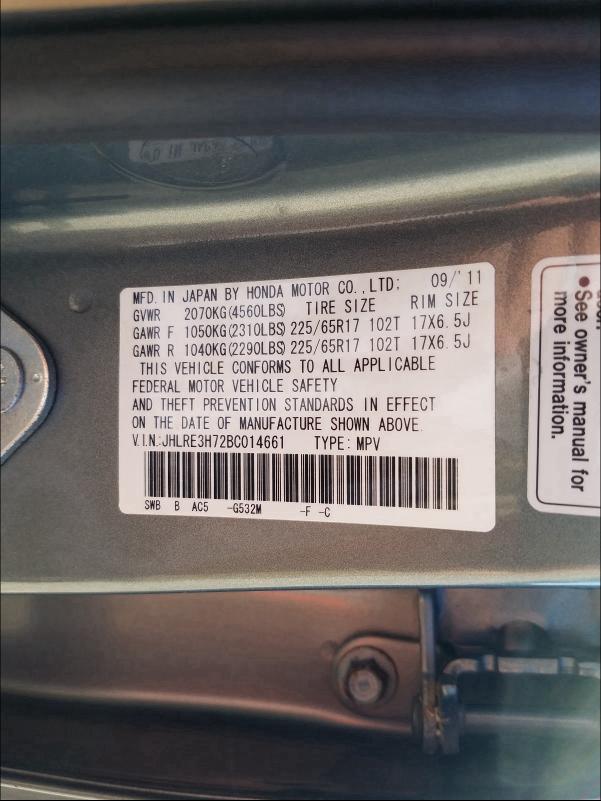 MFD. IN JAPAN BY HONDA MOTOR CO.,LTD: 09/'11
GVWR 2070KG(4560LBS) TIRE SIZE RIM SIZE
GAWR F 1050KG(2310LBS) 225/65R17 102T 17X6.5J
GAWR R 1040KG(2290LBS) 225/65R17 102T 17X6.5J
THIS VEHICLE CONFORMS TO ALL APPLICABLE
FEDERAL MOTOR VEHICLE SAFETY
AND THEFT PREVENTION STANDARDS IN EFFECT
ON THE DATE OF MANUFACTURE SHOWN ABOVE.
V.I.N.:JHLRE3H72BC014661 TYPE: MPV
SWB B AC5 -G532M -F -C
•See owner's manual for
more information.